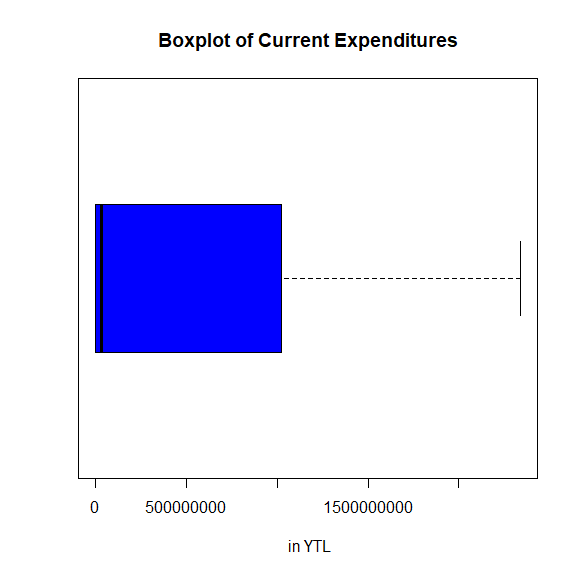 Boxplot of Current Expenditures
0 500000000 1500000000
in YTL